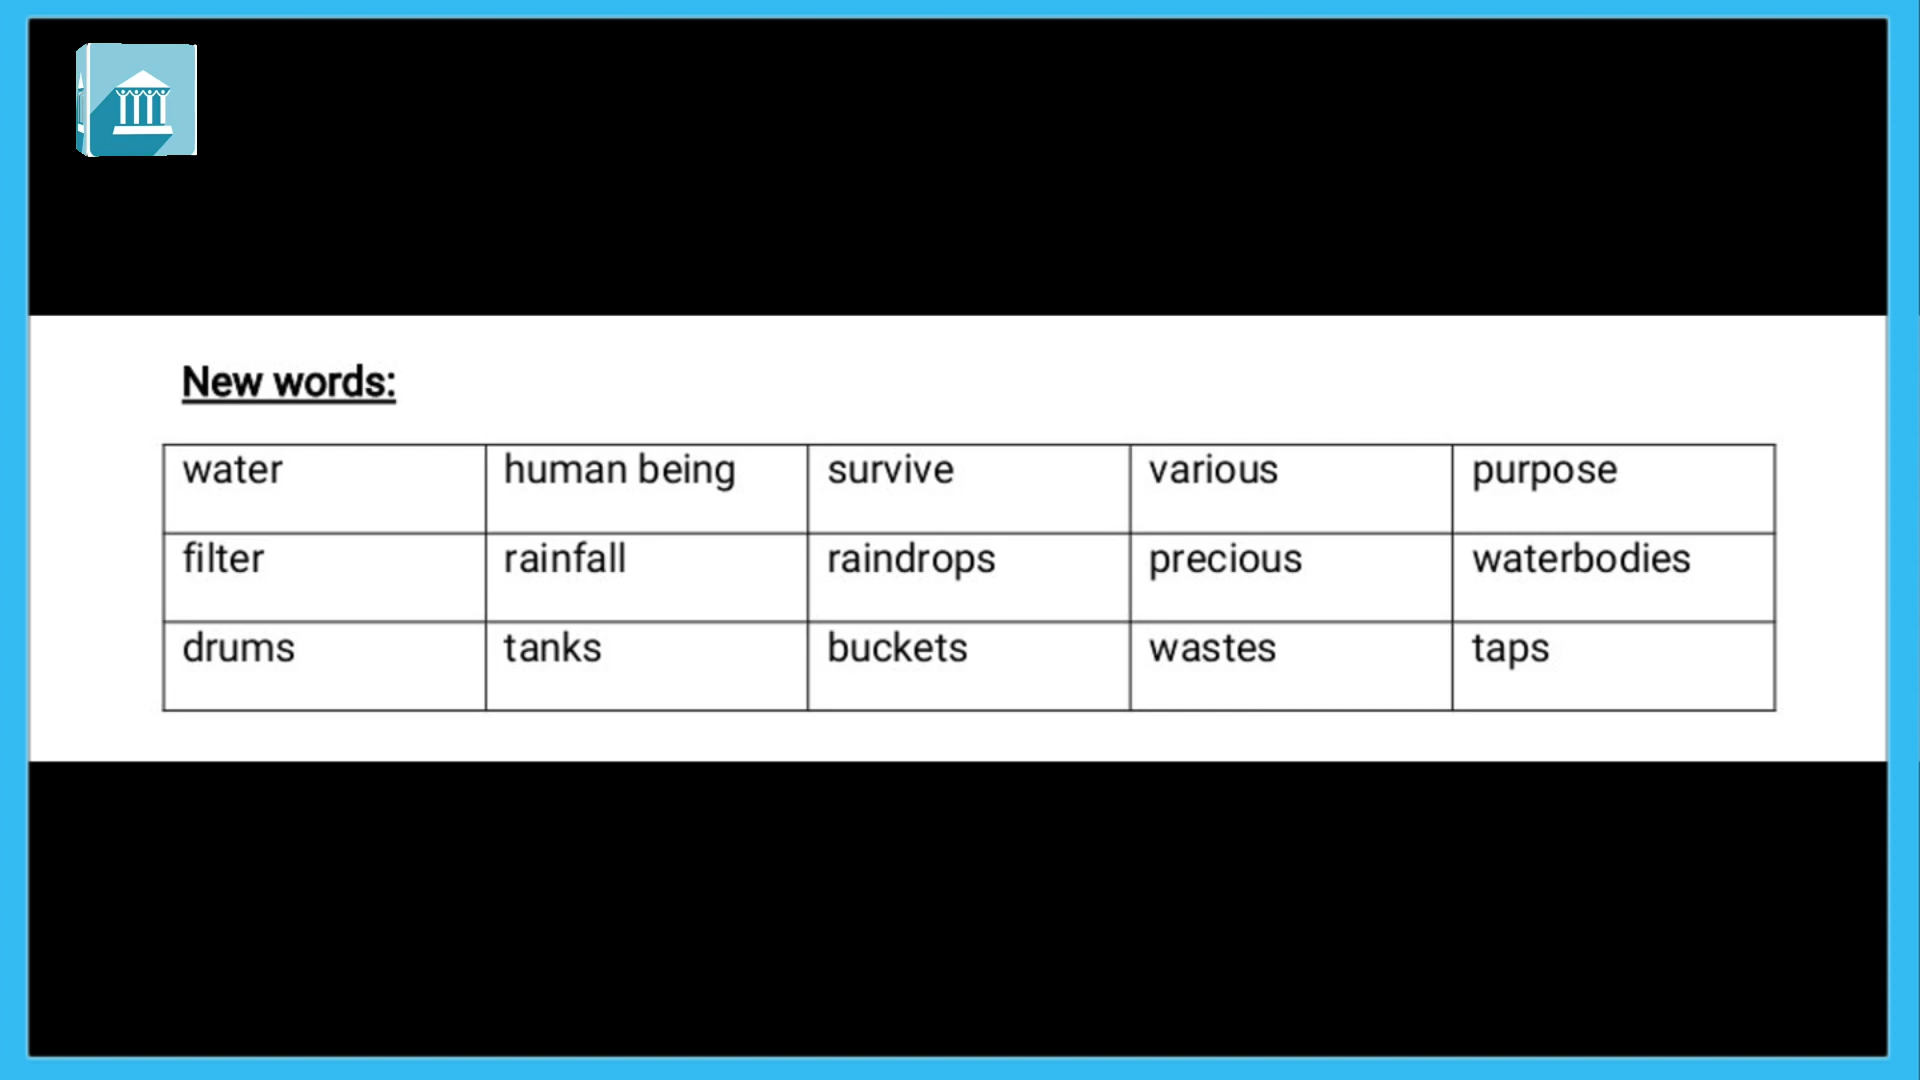 New words:
water human being survive various purpose
filter rainfall raindrops precious waterbodies
drums tanks buckets wastes taps